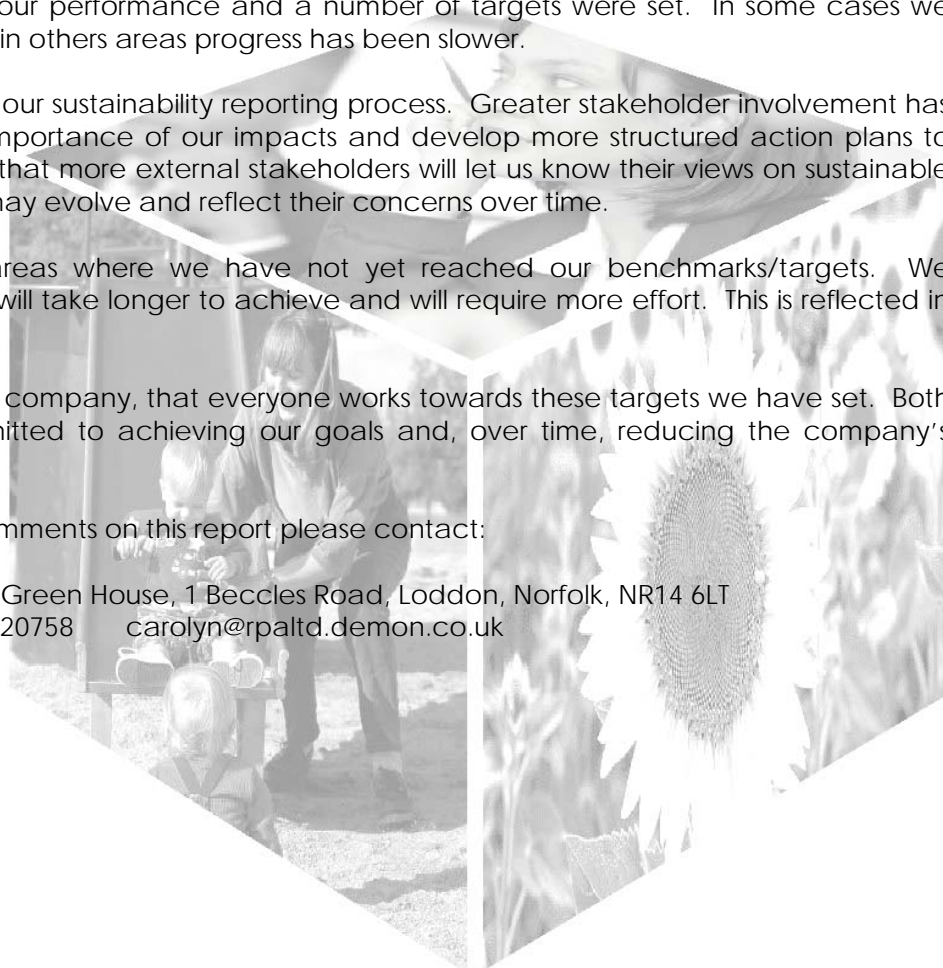 our performance and a number of targets were set. In some cases we
in others areas progress has been slower.
our sustainability reporting process. Greater stakeholder involvement has
mportance of our impacts and develop more structured action plans to
that more external stakeholders will let us know their views on sustainable
may evolve and reflect their concerns over time.
areas where we have not yet reached our benchmarks/targets. We
will take longer to achieve and will require more effort. This is reflected in
company, that everyone works towards these targets we have set. Both
mitted to achieving our goals and, over time, reducing the company's
omments on this report please contact:
Green House, 1 Beccles Road, Loddon, Norfolk, NR14 6LT
20758 carolyn@rpaltd.demon.co.uk